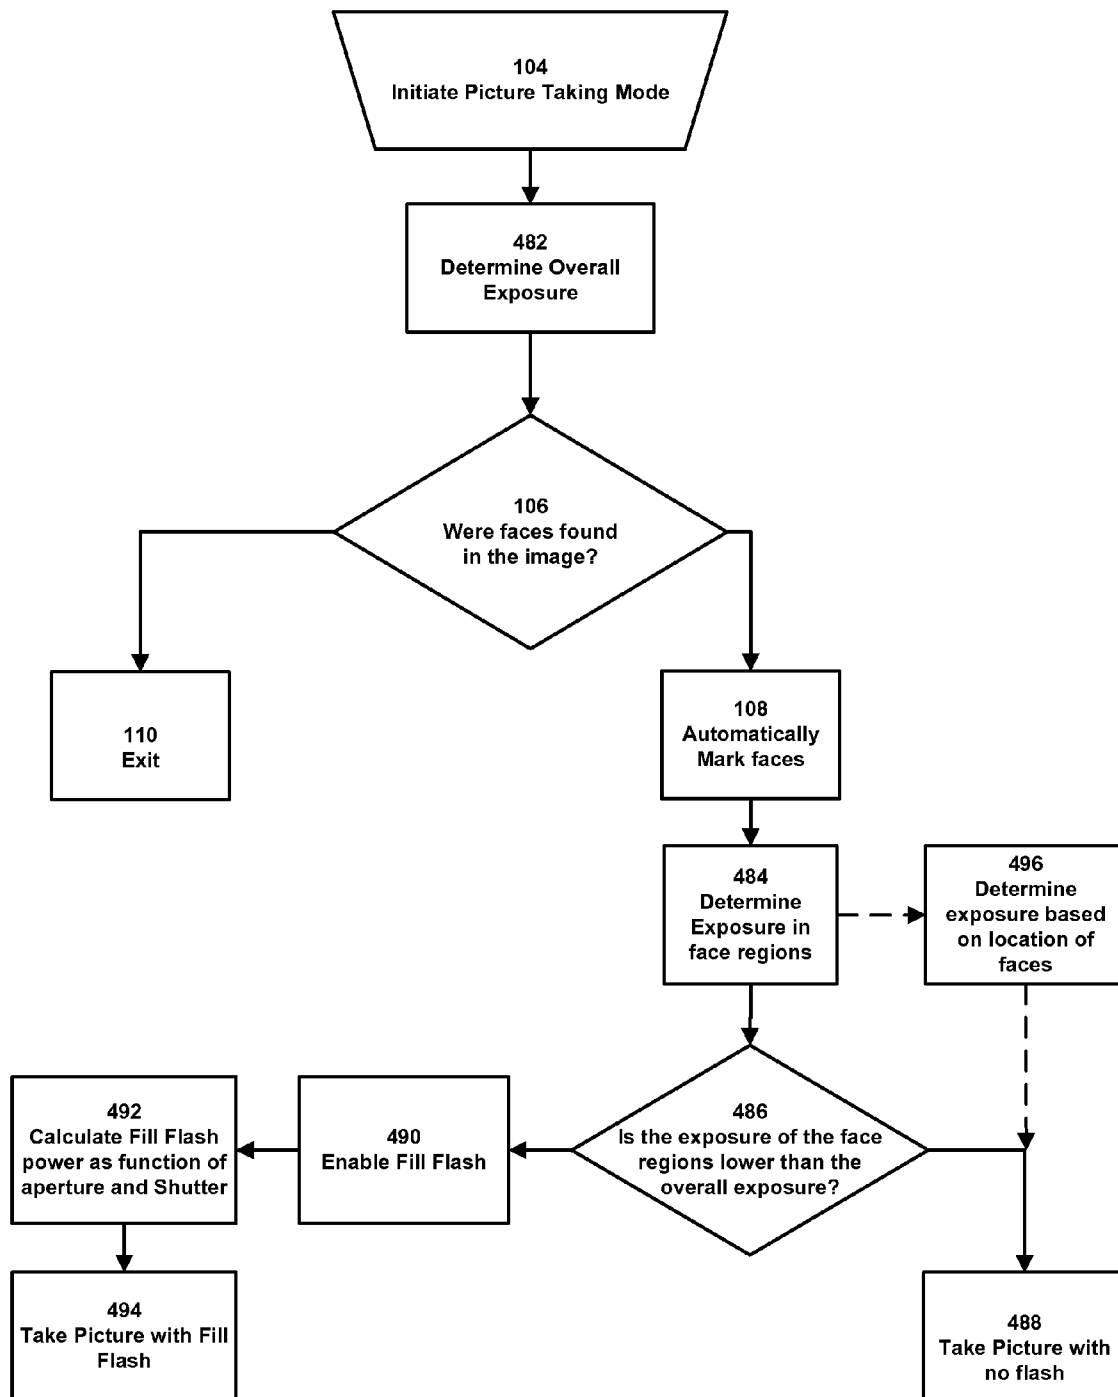 104
Initiate Picture Taking Mode
482
Determine Overall
Exposure
106
Were faces found
in the image?
110
Exit
108
Automatically
Mark faces
484
Determine
Exposure in
face regions
496
Determine
exposure based
on location of
faces
486
Is the exposure of the face
regions lower than the
overall exposure?
490
Enable Fill Flash
492
Calculate Fill Flash
power as function of
aperture and Shutter
494
Take Picture with Fill
Flash
488
Take Picture with
no flash